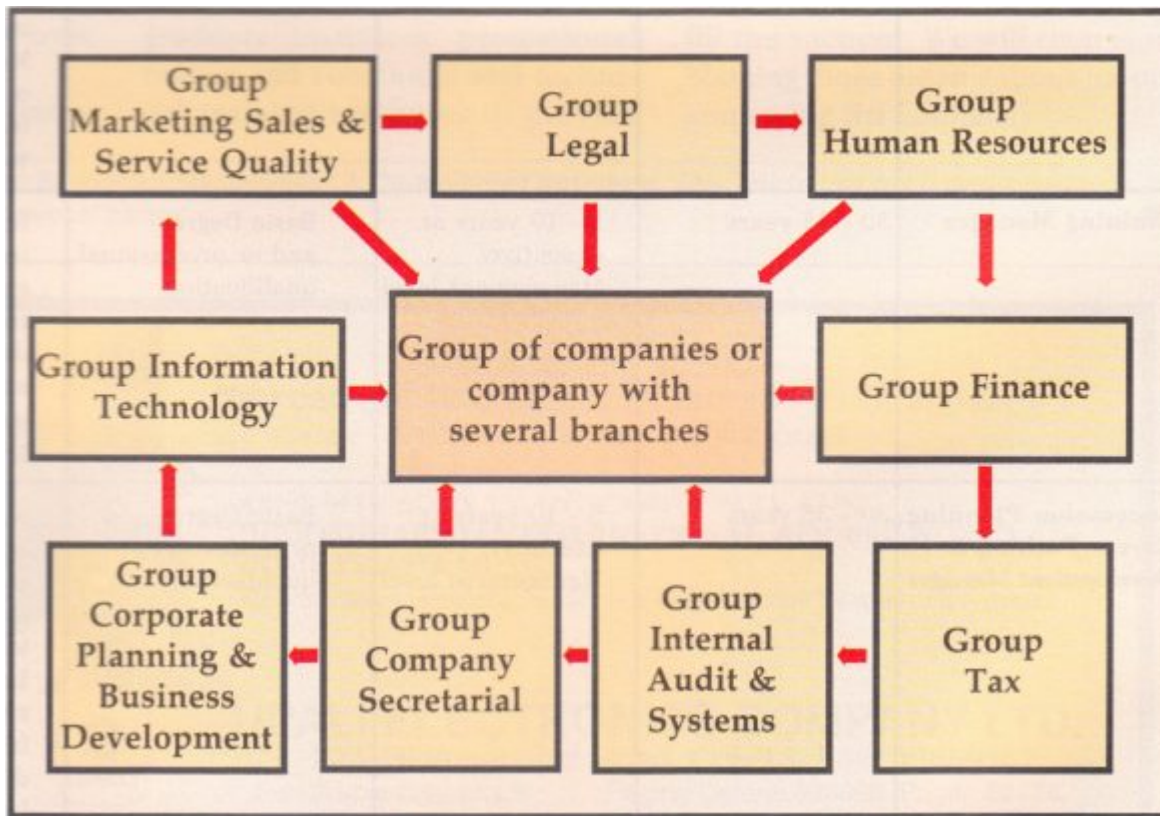 Group
Marketing Sales &
Service Quality
Group
Legal
Group
Human Resources
Group Information
Technology
Group of companies or
company with
several branches
Group Finance
Group
Corporate
Planning &
Business
Development
Group
Company
Secretarial
Group
Internal
Audit &
Systems
Group
Tax